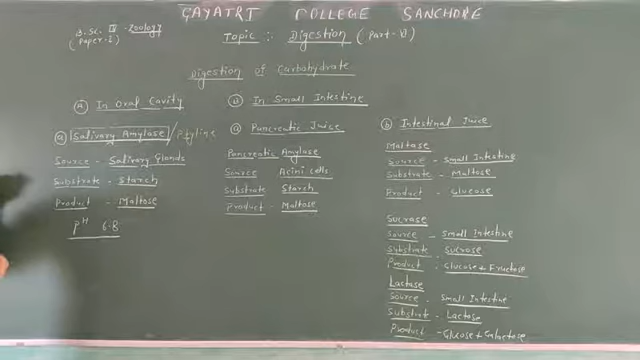 GAYATRI COLLEGE SANCHORE
B.Sc. II - Zoology
(Paper-I)
Topic :- Digestion (Part-V)
Digestion of Carbohydrate
In Oral Cavity
Salivary Amylase / Ptyline
Source - Salivary Glands
Substrate - Starch
Product - Maltose
pH 6.8
In Small Intestine
(a) Pancreatic Juice
Pancreatic Amylase
Source Acini cells
Substrate Starch
Product - Maltose
(b) Intestinal Juice
Maltase
Source - Small Intestine
Substrate - Maltose
Product - Glucose
Sucrase
Source - Small Intestine
Substrate - Sucrose
Product : Glucose + Fructose
Lactase
Source - Small Intestine
Substrate - Lactose
Product - Glucose + Galactose